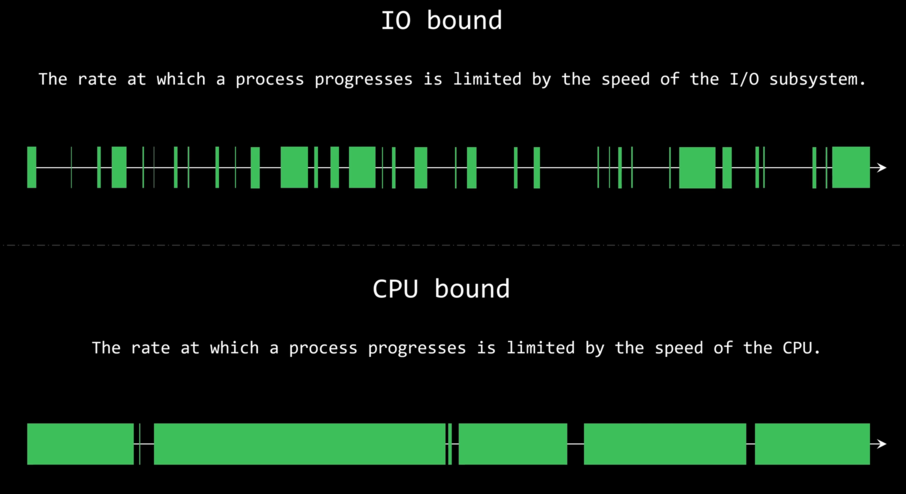 IO bound
The rate at which a process progresses is limited by the speed of the I/O subsystem.
CPU bound
The rate at which a process progresses is limited by the speed of the CPU.